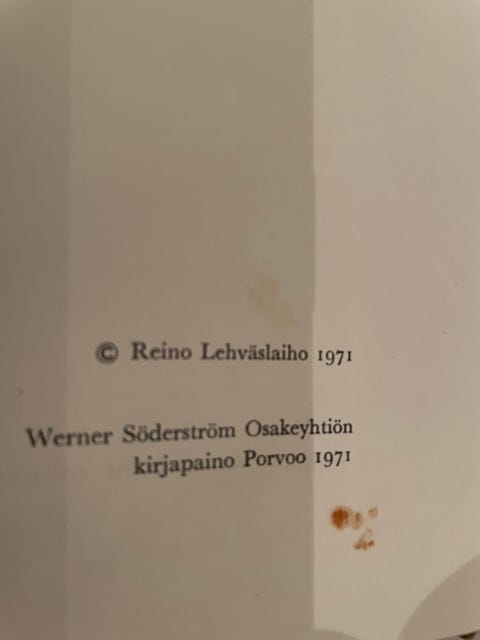 © Reino Lehväslaiho 1971
Werner Söderström Osakeyhtiön
kirjapaino Porvoo 1971